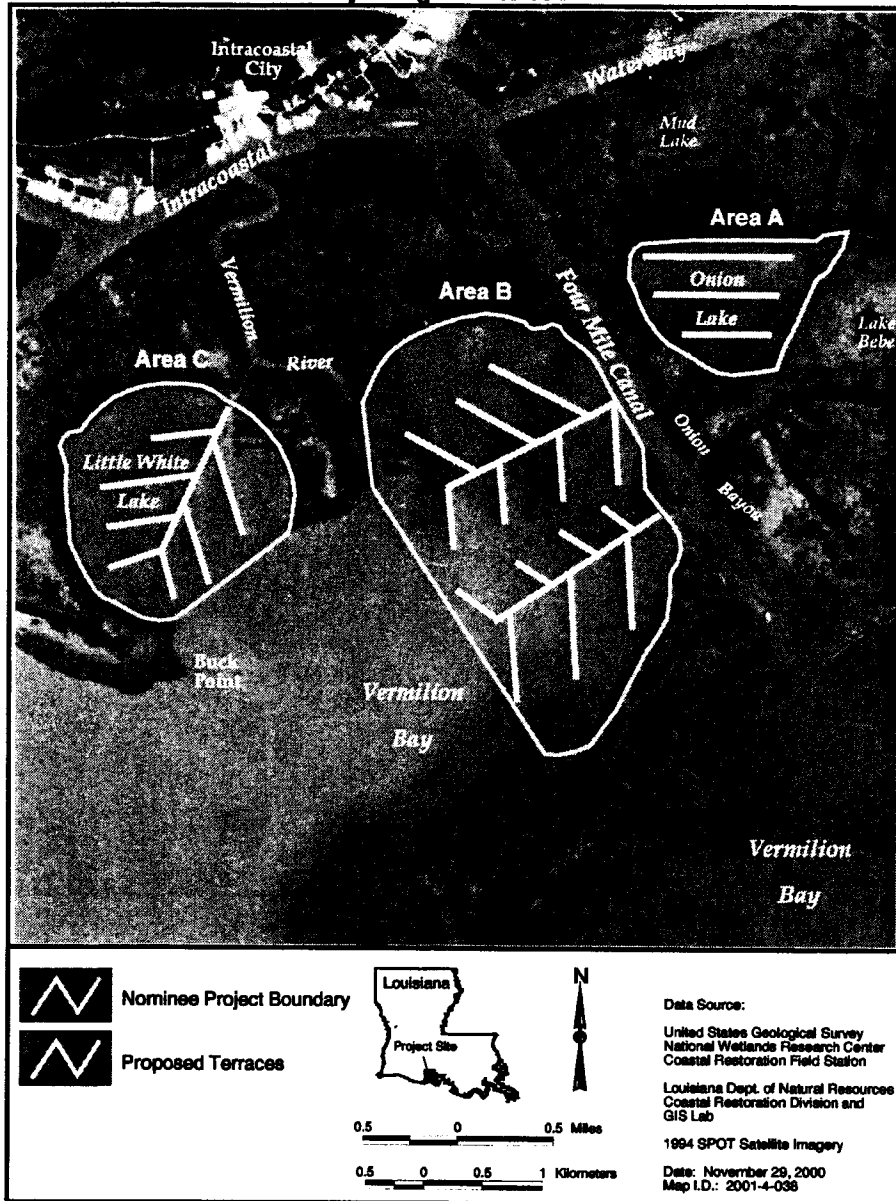 Intracoastal
City
Waterway
Mud
Lake
Intracoastal
Area A
Vermilion
River
Four Mile Canal
Onion
Lake
Lake
Bebe
Area B
Area C
Little White
Lake
Onion
Bayou
Buck
Point
Vermilion
Bay
Vermilion
Bay
Nominee Project Boundary
Proposed Terraces
Louisiana
Project Site
N
0.5 0 0.5 Miles
0.5 0 0.5 1 Kilometers
Data Source:
United States Geological Survey
National Wetlands Research Center
Coastal Restoration Field Station
Louisiana Dept. of Natural Resources
Coastal Restoration Division and
GIS Lab
1994 SPOT Satellite Imagery
Date: November 29, 2000
Map I.D.: 2001-4-038